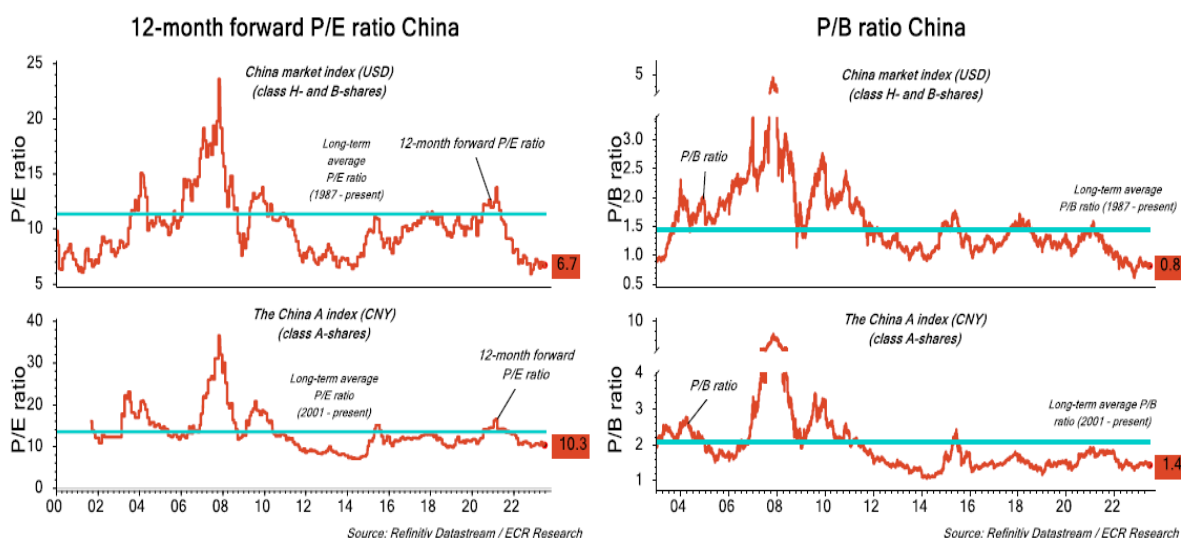 12-month forward P/E ratio China
P/E ratio
25
20
15
10
5
China market index (USD)
(class H- and B-shares)
Long-term
average
P/E ratio
(1987 - present)
12-month forward P/E ratio
6.7
P/E ratio
40
30
20
10
0
The China A index (CNY)
(class A-shares)
Long-term average
P/E ratio
(2001 - present)
12-month forward
P/E ratio
10.3
00 02 04 06 08 10 12 14 16 18 20 22
Source: Refinitiv Datastream / ECR Research
P/B ratio China
P/B ratio
5
3.0
2.5
2.0
1.5
1.0
0.5
China market index (USD)
(class H- and B-shares)
P/B ratio
Long-term average
P/B ratio (1987 - present)
0.8
P/B ratio
10
4
3
2
1
The China A index (CNY)
(class A-shares)
P/B ratio
Long-term average P/B
ratio (2001 - present)
1.4
04 06 08 10 12 14 16 18 20 22
Source: Refinitiv Datastream / ECR Research